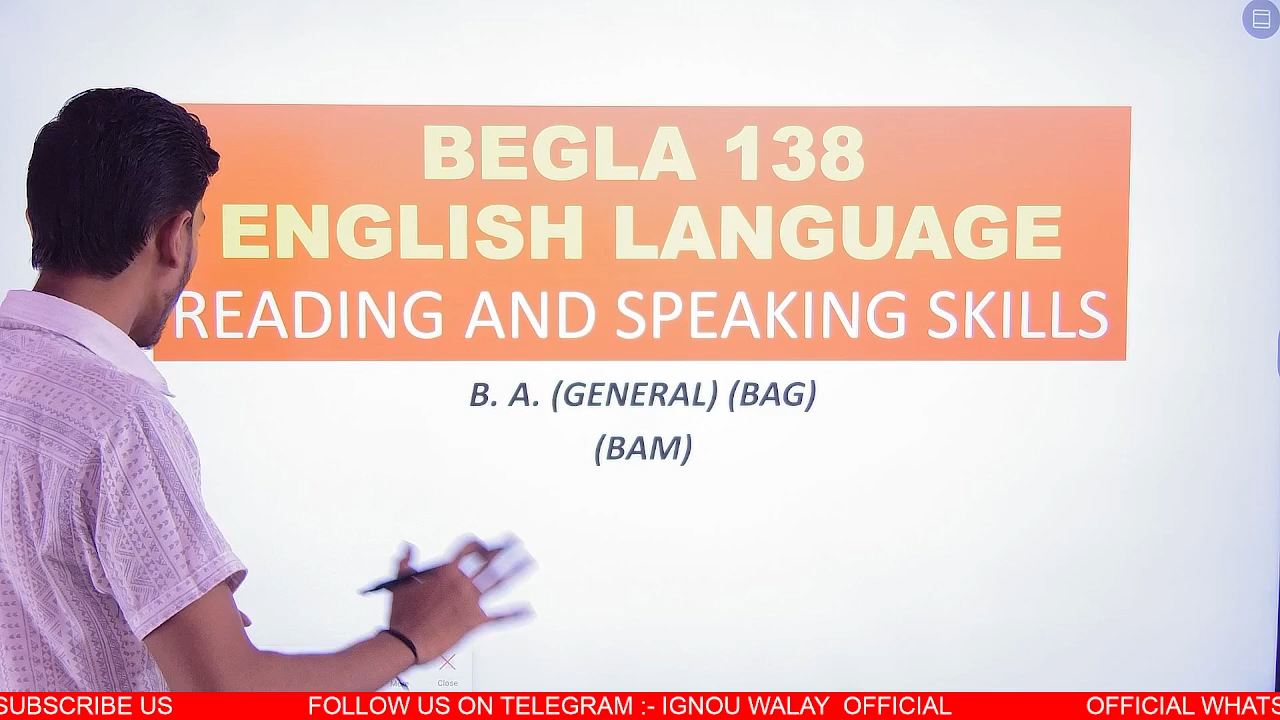 BEGLA 138
ENGLISH LANGUAGE
READING AND SPEAKING SKILLS
B. A. (GENERAL) (BAG)
(BAM)
Close
SUBSCRIBE US FOLLOW US ON TELEGRAM :- IGNOU WALAY OFFICIAL OFFICIAL WHATS